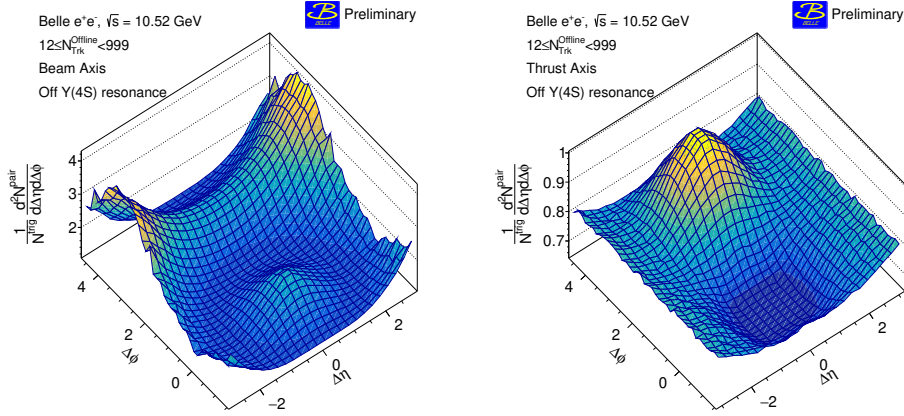 Belle e⁺e⁻, √s = 10.52 GeV
12≤N_Trk^Offline<999
Beam Axis
Off Υ(4S) resonance
B
BELLE
Preliminary
4
3
2
1/N^trig d²N^pair/dΔηdΔϕ
4
2
0
Δϕ
−2
0
2
Δη
Belle e⁺e⁻, √s = 10.52 GeV
12≤N_Trk^Offline<999
Thrust Axis
Off Υ(4S) resonance
B
BELLE
Preliminary
1
0.9
0.8
0.7
1/N^trig d²N^pair/dΔηdΔϕ
4
2
0
Δϕ
−2
0
2
Δη